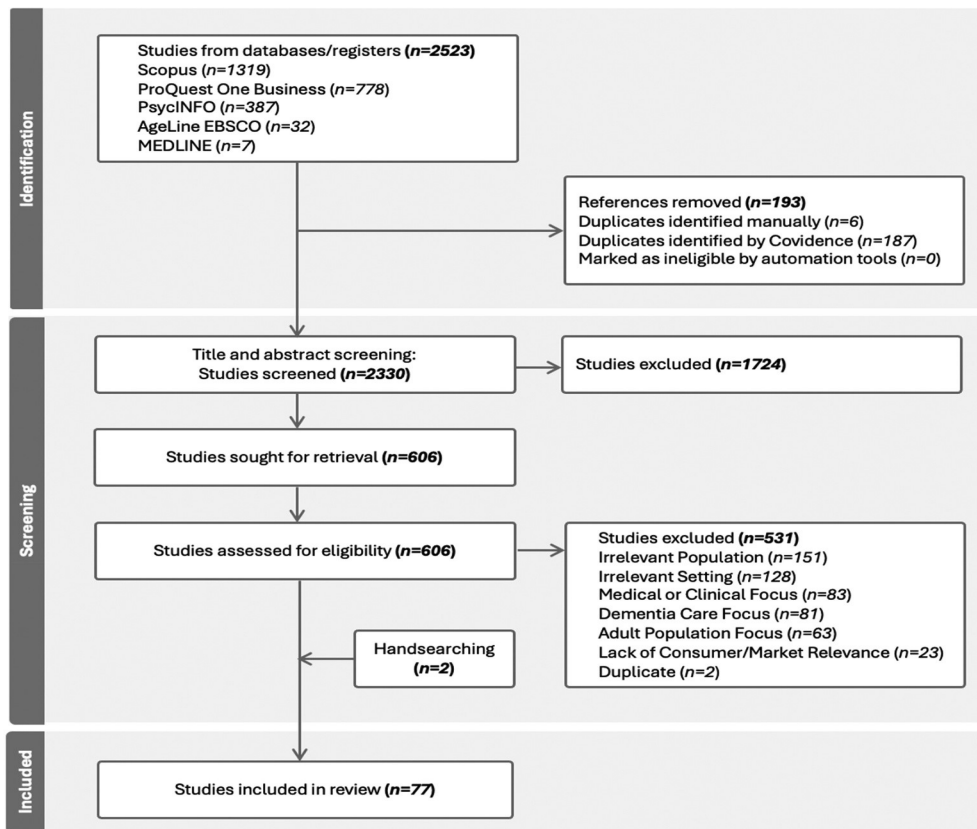 Identification
Studies from databases/registers (n=2523)
Scopus (n=1319)
ProQuest One Business (n=778)
PsycINFO (n=387)
AgeLine EBSCO (n=32)
MEDLINE (n=7)
References removed (n=193)
Duplicates identified manually (n=6)
Duplicates identified by Covidence (n=187)
Marked as ineligible by automation tools (n=0)
Screening
Title and abstract screening:
Studies screened (n=2330)
Studies excluded (n=1724)
Studies sought for retrieval (n=606)
Studies assessed for eligibility (n=606)
Studies excluded (n=531)
Irrelevant Population (n=151)
Irrelevant Setting (n=128)
Medical or Clinical Focus (n=83)
Dementia Care Focus (n=81)
Adult Population Focus (n=63)
Lack of Consumer/Market Relevance (n=23)
Duplicate (n=2)
Handsearching
(n=2)
Included
Studies included in review (n=77)